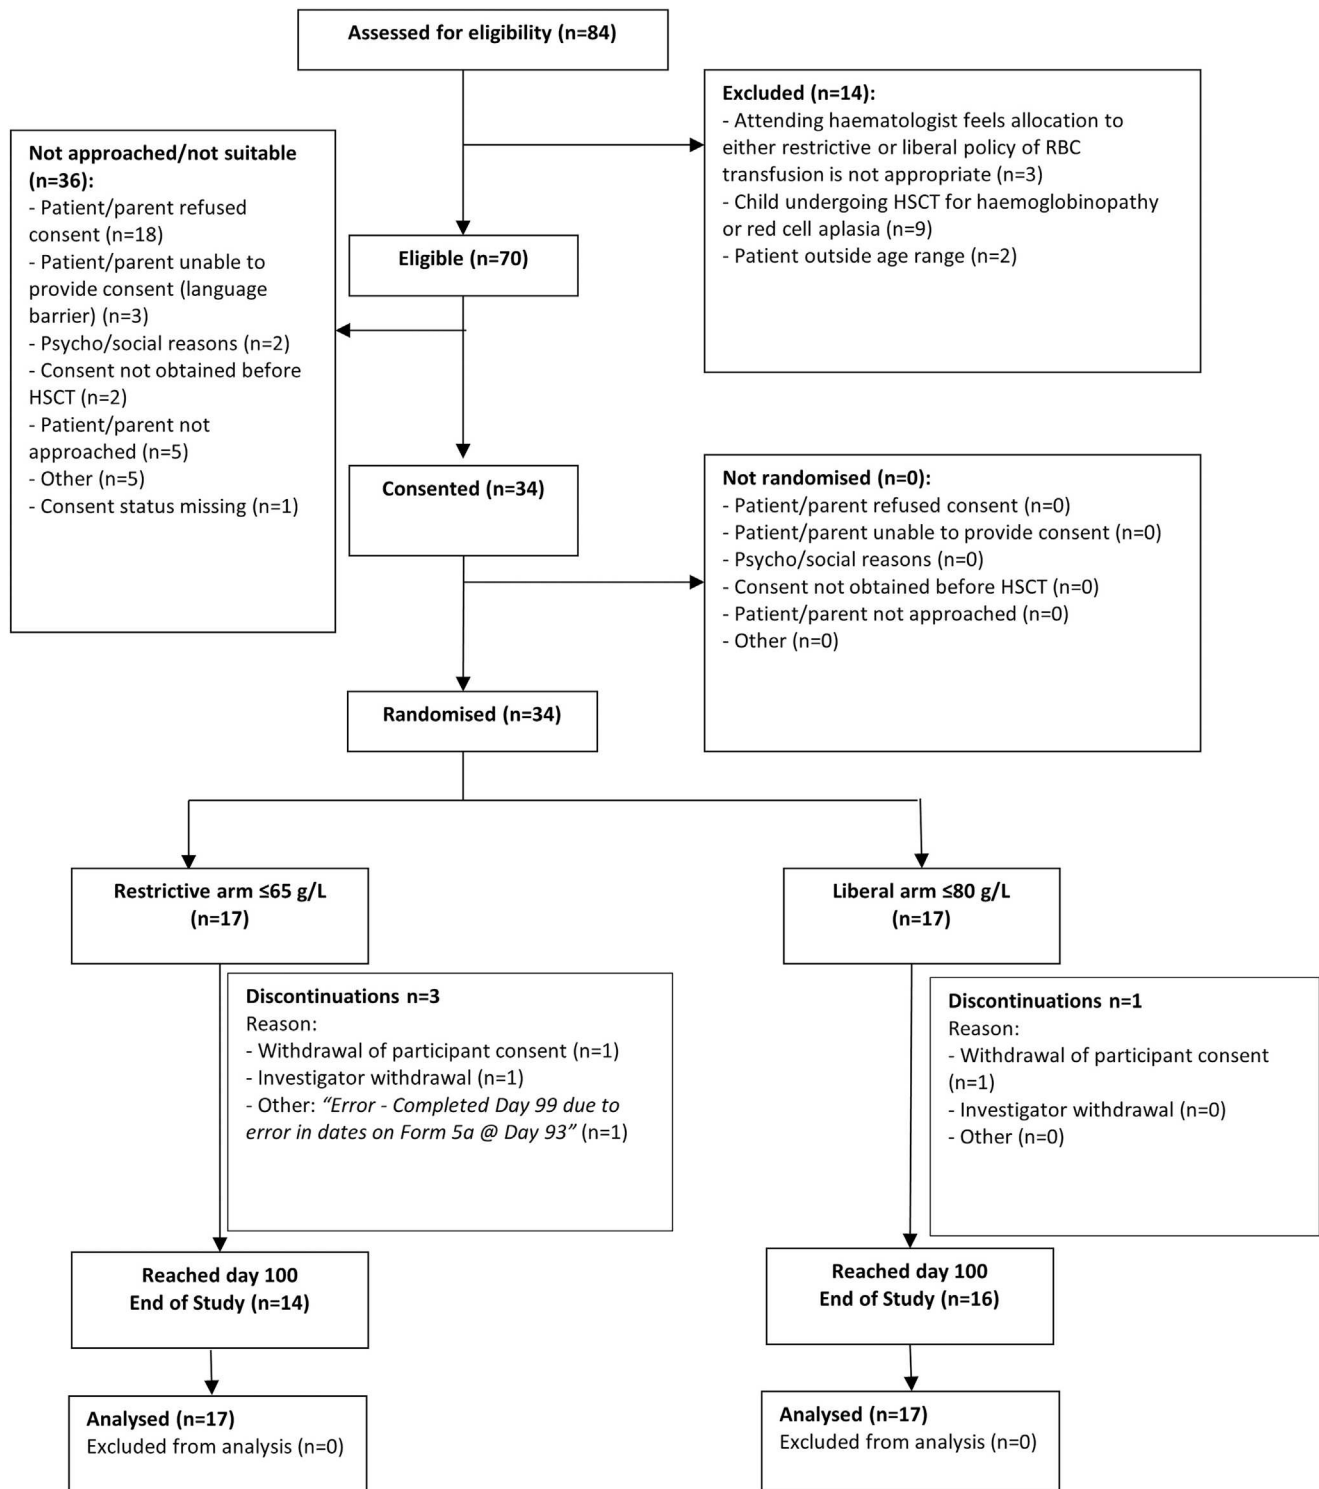 Assessed for eligibility (n=84)
Excluded (n=14):
- Attending haematologist feels allocation to
either restrictive or liberal policy of RBC
transfusion is not appropriate (n=3)
- Child undergoing HSCT for haemoglobinopathy
or red cell aplasia (n=9)
- Patient outside age range (n=2)
Not approached/not suitable
(n=36):
- Patient/parent refused
consent (n=18)
- Patient/parent unable to
provide consent (language
barrier) (n=3)
- Psycho/social reasons (n=2)
- Consent not obtained before
HSCT (n=2)
- Patient/parent not
approached (n=5)
- Other (n=5)
- Consent status missing (n=1)
Eligible (n=70)
Consented (n=34)
Not randomised (n=0):
- Patient/parent refused consent (n=0)
- Patient/parent unable to provide consent (n=0)
- Psycho/social reasons (n=0)
- Consent not obtained before HSCT (n=0)
- Patient/parent not approached (n=0)
- Other (n=0)
Randomised (n=34)
Restrictive arm ≤65 g/L
(n=17)
Liberal arm ≤80 g/L
(n=17)
Discontinuations n=3
Reason:
- Withdrawal of participant consent (n=1)
- Investigator withdrawal (n=1)
- Other: “Error - Completed Day 99 due to
error in dates on Form 5a @ Day 93” (n=1)
Discontinuations n=1
Reason:
- Withdrawal of participant consent
(n=1)
- Investigator withdrawal (n=0)
- Other (n=0)
Reached day 100
End of Study (n=14)
Reached day 100
End of Study (n=16)
Analysed (n=17)
Excluded from analysis (n=0)
Analysed (n=17)
Excluded from analysis (n=0)